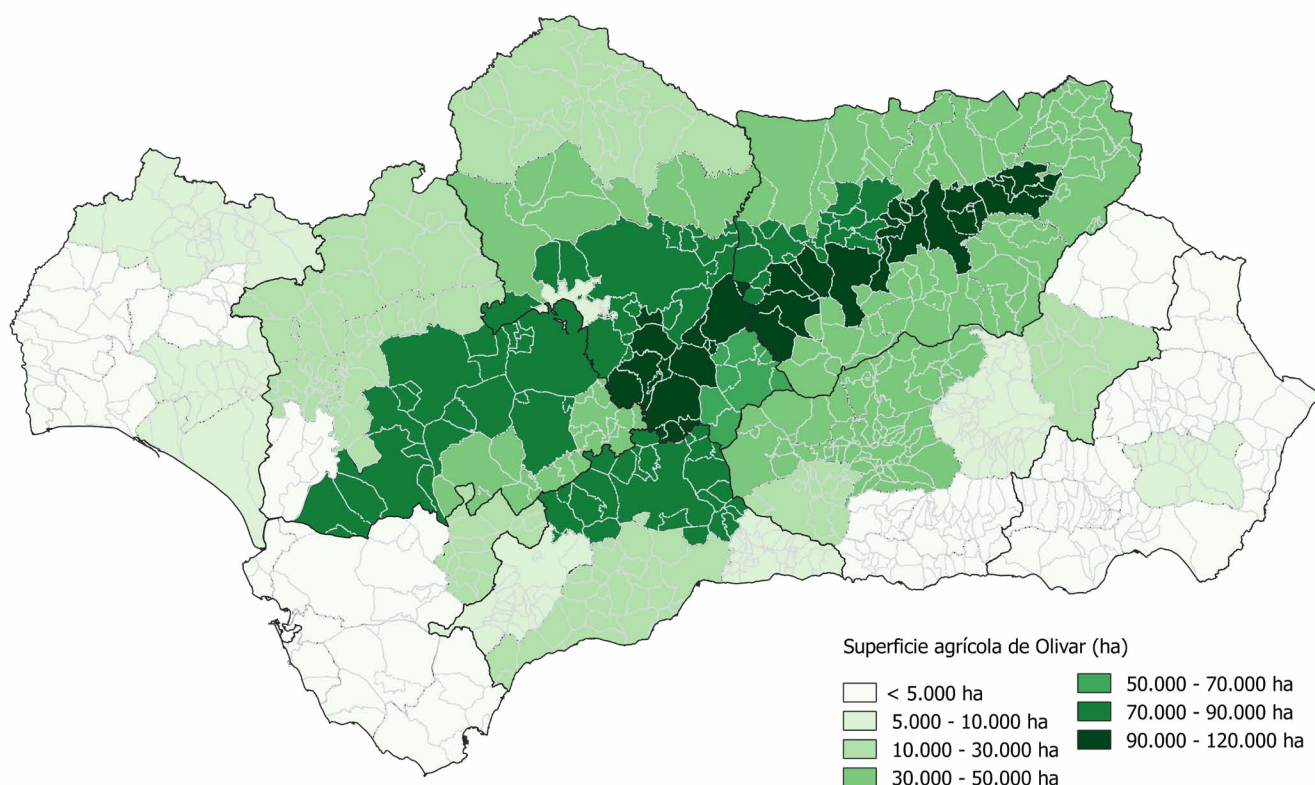 Superficie agrícola de Olivar (ha)
< 5.000 ha
5.000 - 10.000 ha
10.000 - 30.000 ha
30.000 - 50.000 ha
50.000 - 70.000 ha
70.000 - 90.000 ha
90.000 - 120.000 ha